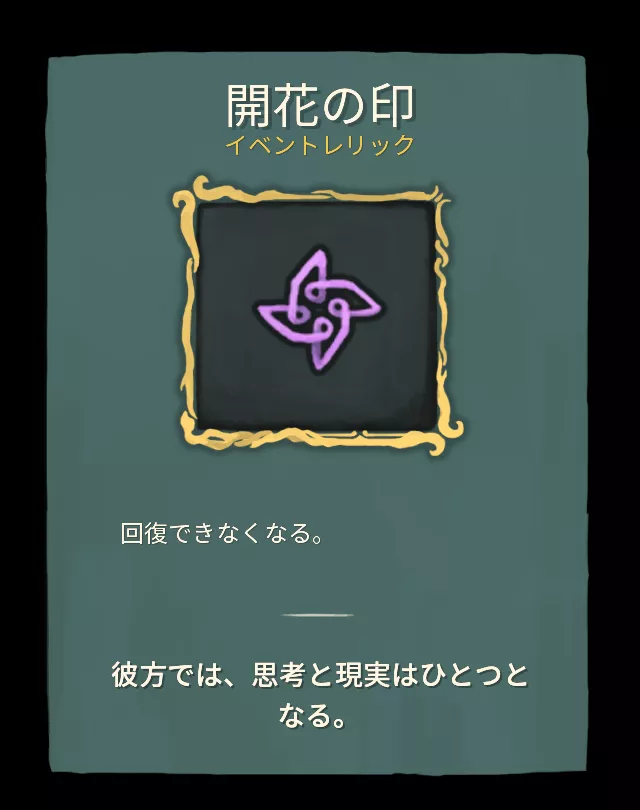 開花の印
イベントレリック
回復できなくなる。
彼方では、思考と現実はひとつと
なる。